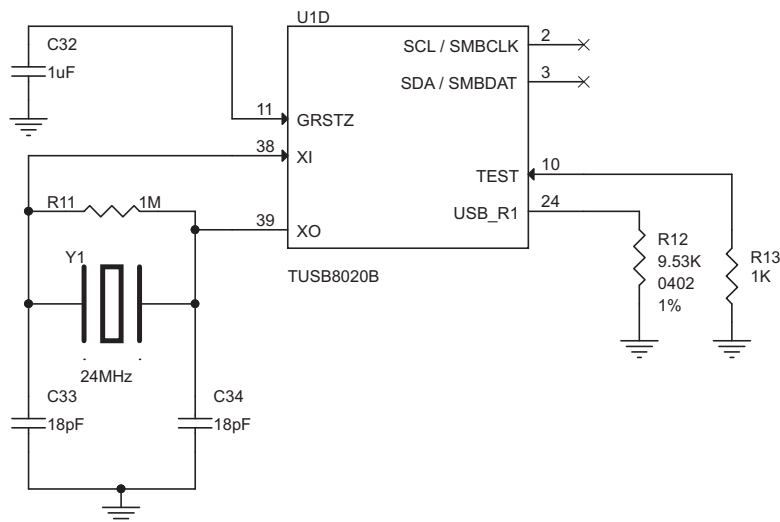 U1D
C32
1uF
SCL / SMBCLK
2
SDA / SMBDAT
3
11
GRSTZ
38
XI
TEST
10
R11
1M
USB_R1
24
39
XO
R12
9.53K
0402
1%
R13
1K
Y1
TUSB8020B
24MHz
C33
18pF
C34
18pF